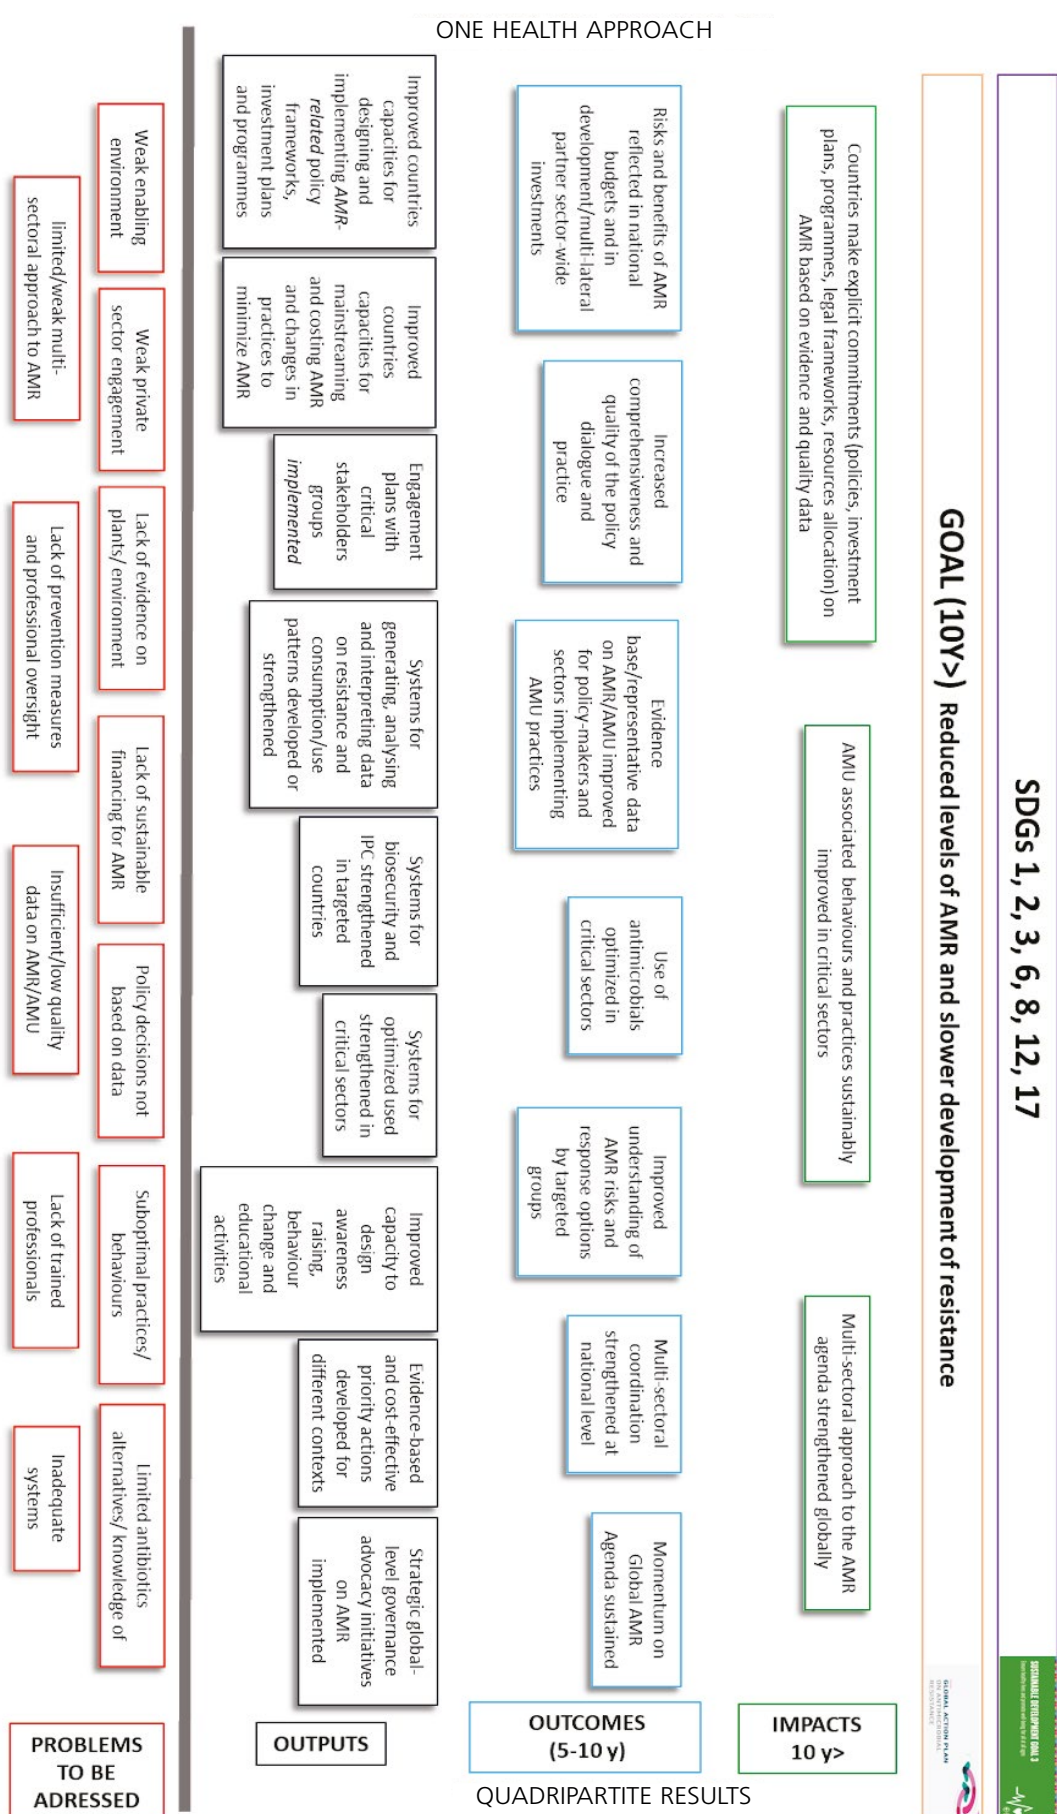 ONE HEALTH APPROACH
SDGs 1, 2, 3, 6, 8, 12, 17
SUSTAINABLE DEVELOPMENT GOAL 3
GOAL (10Y>) Reduced levels of AMR and slower development of resistance
GLOBAL ACTION PLAN
ON ANTIMICROBIAL
RESISTANCE
Countries make explicit commitments (policies, investment
plans, programmes, legal frameworks, resources allocation) on
AMR based on evidence and quality data
AMU associated behaviours and practices sustainably
improved in critical sectors
Multi-sectoral approach to the AMR
agenda strengthened globally
IMPACTS
10 y>
Risks and benefits of AMR
reflected in national
budgets and in
development/multi-lateral
partner sector-wide
investments
Increased
comprehensiveness and
quality of the policy
dialogue and
practice
Evidence
base/representative data
on AMR/AMU improved
for policy-makers and
sectors implementing
AMU practices
Use of
antimicrobials
optimized in
critical sectors
Improved
understanding of
AMR risks and
response options
by targeted
groups
Multi-sectoral
coordination
strengthened at
national level
Momentum on
Global AMR
Agenda sustained
OUTCOMES
(5-10 y)
Improved countries
capacities for
designing and
implementing AMR-
related policy
frameworks,
investment plans
and programmes
Improved
countries
capacities for
mainstreaming
and costing AMR
and changes in
practices to
minimize AMR
Engagement
plans with
critical
stakeholders
groups
implemented
Systems for
generating, analysing
and interpreting data
on resistance and
consumption/use
patterns developed or
strengthened
Systems for
biosecurity and
IPC strengthened
in targeted
countries
Systems for
optimized used
strengthened in
critical sectors
Improved
capacity to
design
awareness
raising,
behaviour
change and
educational
activities
Evidence-based
and cost-effective
priority actions
developed for
different contexts
Strategic global-
level governance
advocacy initiatives
on AMR
implemented
OUTPUTS
Weak enabling
environment
Weak private
sector engagement
Lack of evidence on
plants/ environment
Lack of sustainable
financing for AMR
Policy decisions not
based on data
Suboptimal practices/
behaviours
Limited antibiotics
alternatives/ knowledge of
limited/weak multi-
sectoral approach to AMR
Lack of prevention measures
and professional oversight
Insufficient/low quality
data on AMR/AMU
Lack of trained
professionals
Inadequate
systems
PROBLEMS
TO BE
ADRESSED
QUADRIPARTITE RESULTS